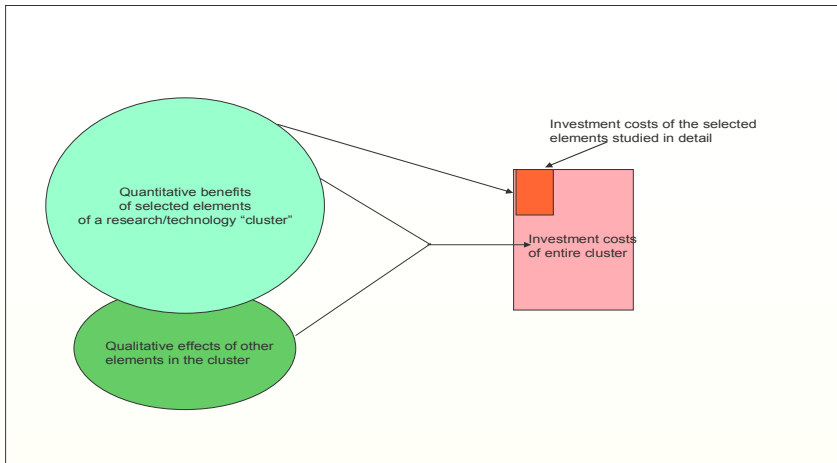 Quantitative benefits
of selected elements
of a research/technology “cluster”
Qualitative effects of other
elements in the cluster
Investment costs of the selected
elements studied in detail
Investment costs
of entire cluster